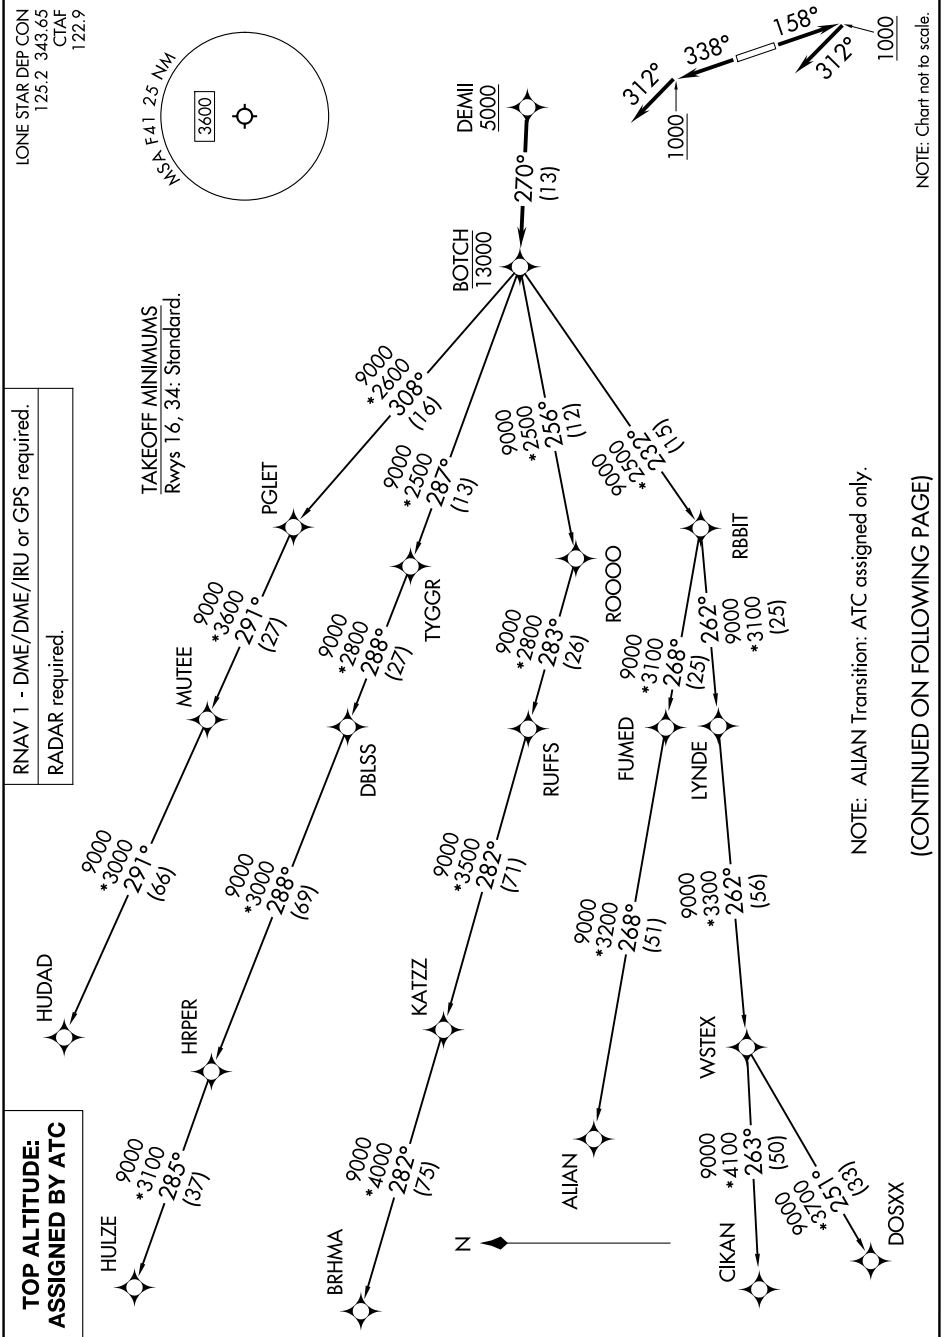 TOP ALTITUDE:
ASSIGNED BY ATC
RNAV 1 - DME/DME/IRU or GPS required.
RADAR required.
LONE STAR DEP CON
125.2 343.65
CTAF
122.9
MSA F41 25 NM
3600
TAKEOFF MINIMUMS
Rwys 16, 34: Standard.
HUDAD
9000
*3000
291°
(66)
MUTEE
9000
*3600
291°
(27)
PGLET
9000
*2600
308°
(16)
HULZE
9000
*3100
285°
(37)
HRPER
9000
*3000
288°
(69)
DBLSS
9000
*2800
288°
(27)
TYGGR
9000
*2500
287°
(13)
BOTCH
13000
270°
(13)
DEMII
5000
BRHMA
9000
*4000
282°
(75)
KATZZ
9000
*3500
282°
(71)
RUFFS
9000
*2800
283°
(26)
ROOOO
9000
*2500
256°
(12)
ALIAN
9000
*3200
268°
(51)
FUMED
9000
*3100
268°
(25)
RBBIT
9000
*2500
232°
(15)
CIKAN
9000
*4100
263°
(50)
WSTEX
9000
*3300
262°
(56)
LYNDE
262°
9000
*3100
(25)
DOSXX
9000
*3700
251°
(33)
N
312°
338°
1000
158°
312°
1000
NOTE: ALIAN Transition: ATC assigned only.
(CONTINUED ON FOLLOWING PAGE)
NOTE: Chart not to scale.